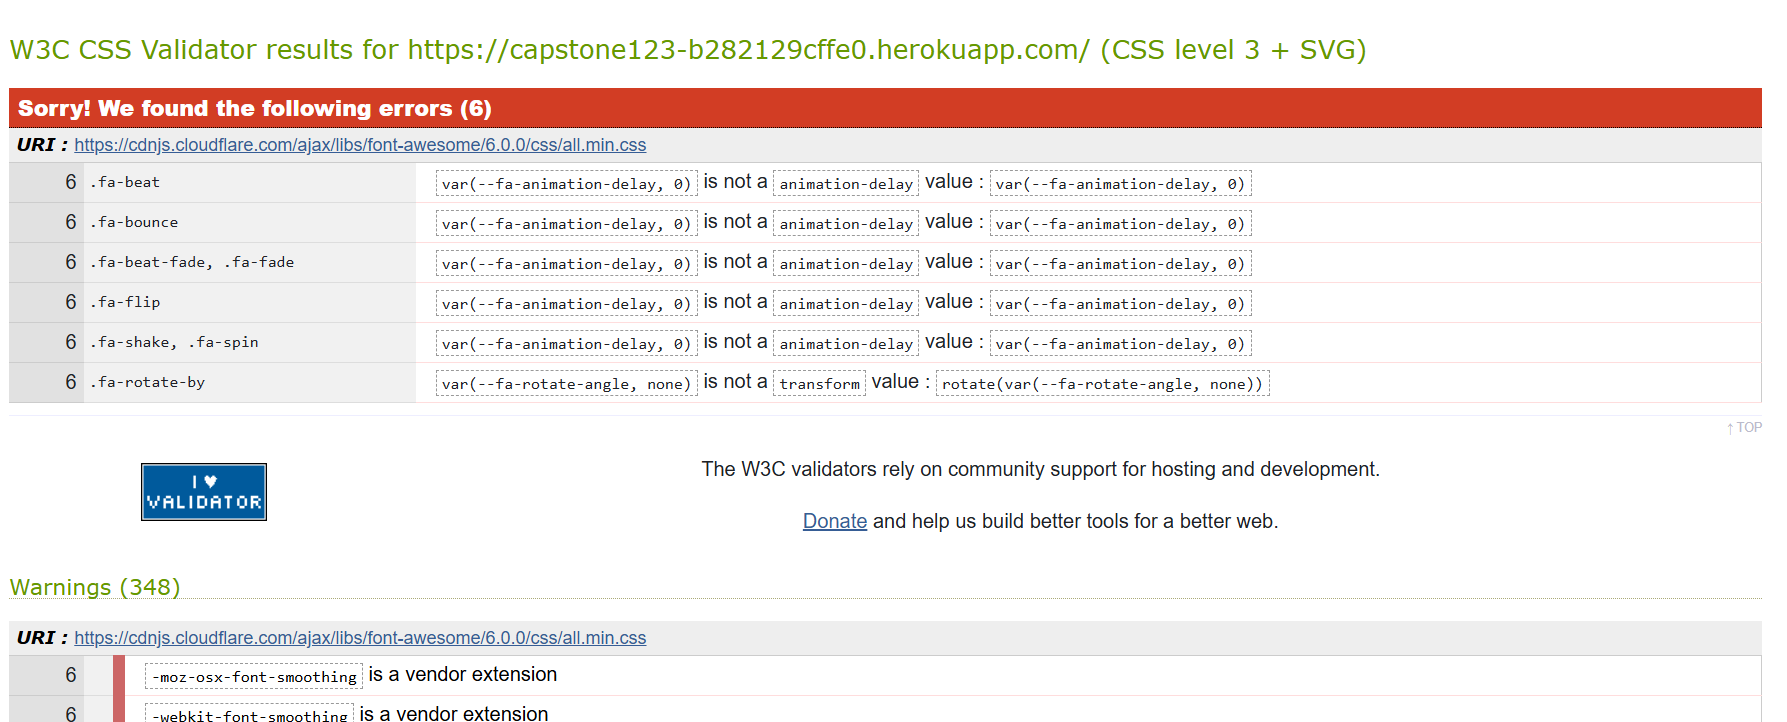 W3C CSS Validator results for https://capstone123-b282129cffe0.herokuapp.com/ (CSS level 3 + SVG)
Sorry! We found the following errors (6)
URI : https://cdnjs.cloudflare.com/ajax/libs/font-awesome/6.0.0/css/all.min.css
6 .fa-beat var(--fa-animation-delay, 0) is not a animation-delay value : var(--fa-animation-delay, 0)
6 .fa-bounce var(--fa-animation-delay, 0) is not a animation-delay value : var(--fa-animation-delay, 0)
6 .fa-beat-fade, .fa-fade var(--fa-animation-delay, 0) is not a animation-delay value : var(--fa-animation-delay, 0)
6 .fa-flip var(--fa-animation-delay, 0) is not a animation-delay value : var(--fa-animation-delay, 0)
6 .fa-shake, .fa-spin var(--fa-animation-delay, 0) is not a animation-delay value : var(--fa-animation-delay, 0)
6 .fa-rotate-by var(--fa-rotate-angle, none) is not a transform value : rotate(var(--fa-rotate-angle, none))
↑ TOP
I ♥
VALIDATOR
The W3C validators rely on community support for hosting and development.
Donate and help us build better tools for a better web.
Warnings (348)
URI : https://cdnjs.cloudflare.com/ajax/libs/font-awesome/6.0.0/css/all.min.css
6 -moz-osx-font-smoothing is a vendor extension
6 -webkit-font-smoothing is a vendor extension